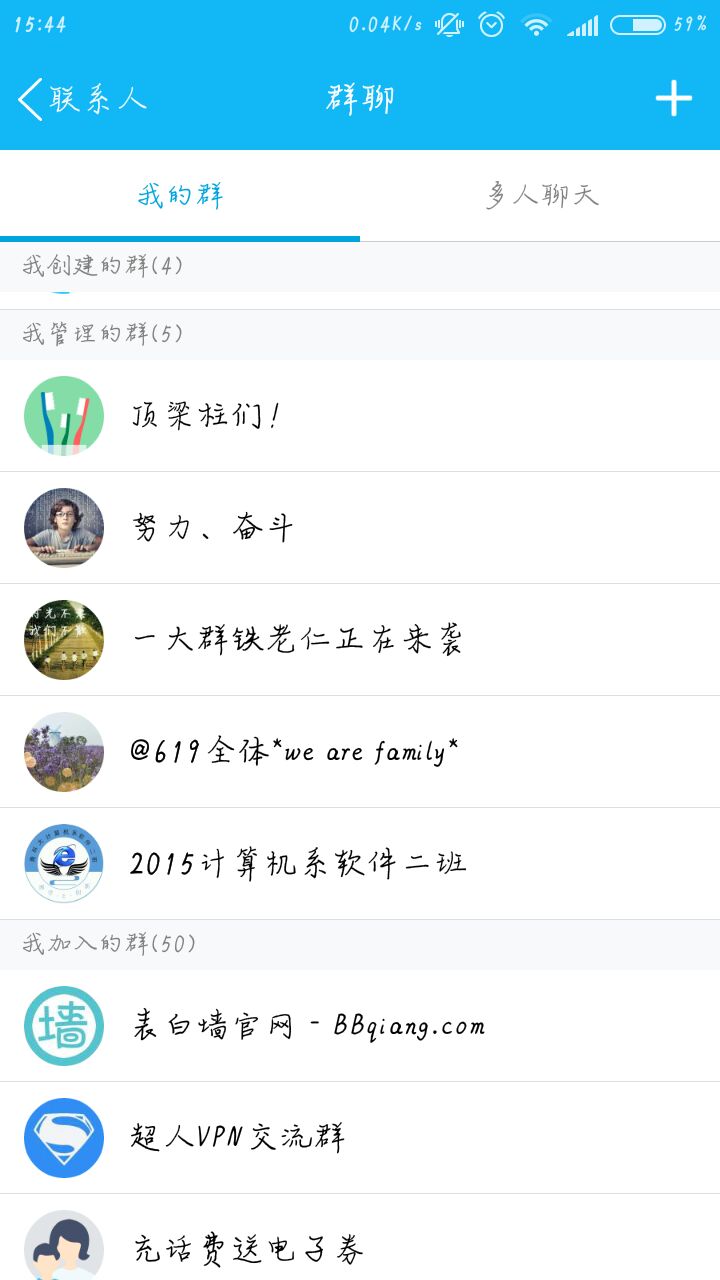 15:44 0.04K/s 59%
联系人 群聊
我的群 多人聊天
我创建的群(4)
我管理的群(5)
顶梁柱们!
努力、奋斗
时光不老
我们不散
一大群铁老仁正在来袭
@619全体*we are family*
2015计算机系软件二班
我加入的群(50)
墙
表白墙官网 - BBqiang.com
超人VPN交流群
充话费送电子券